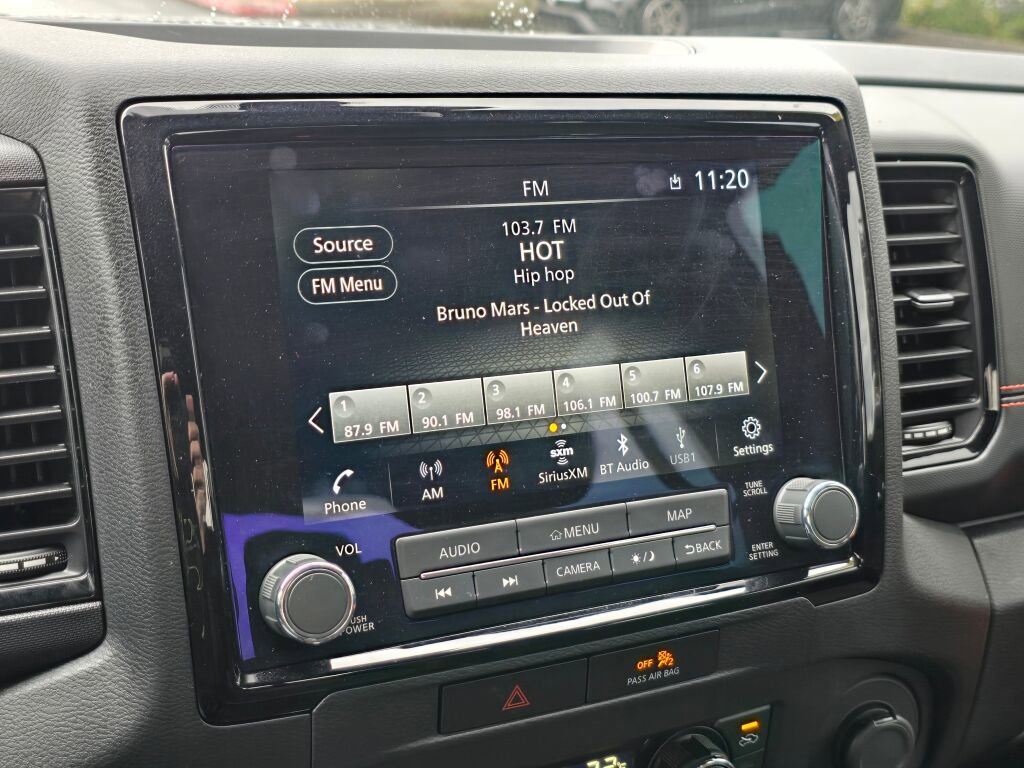 FM
11:20
Source
103.7 FM
HOT
FM Menu
Hip hop
Bruno Mars - Locked Out Of
Heaven
1
87.9 FM
2
90.1 FM
3
98.1 FM
4
106.1 FM
5
100.7 FM
6
107.9 FM
Phone
AM
FM
sxm
SiriusXM
BT Audio
USB1
Settings
TUNE
SCROLL
VOL
AUDIO
MENU
MAP
CAMERA
BACK
ENTER
SETTING
POWER
OFF
2
PASS AIR BAG